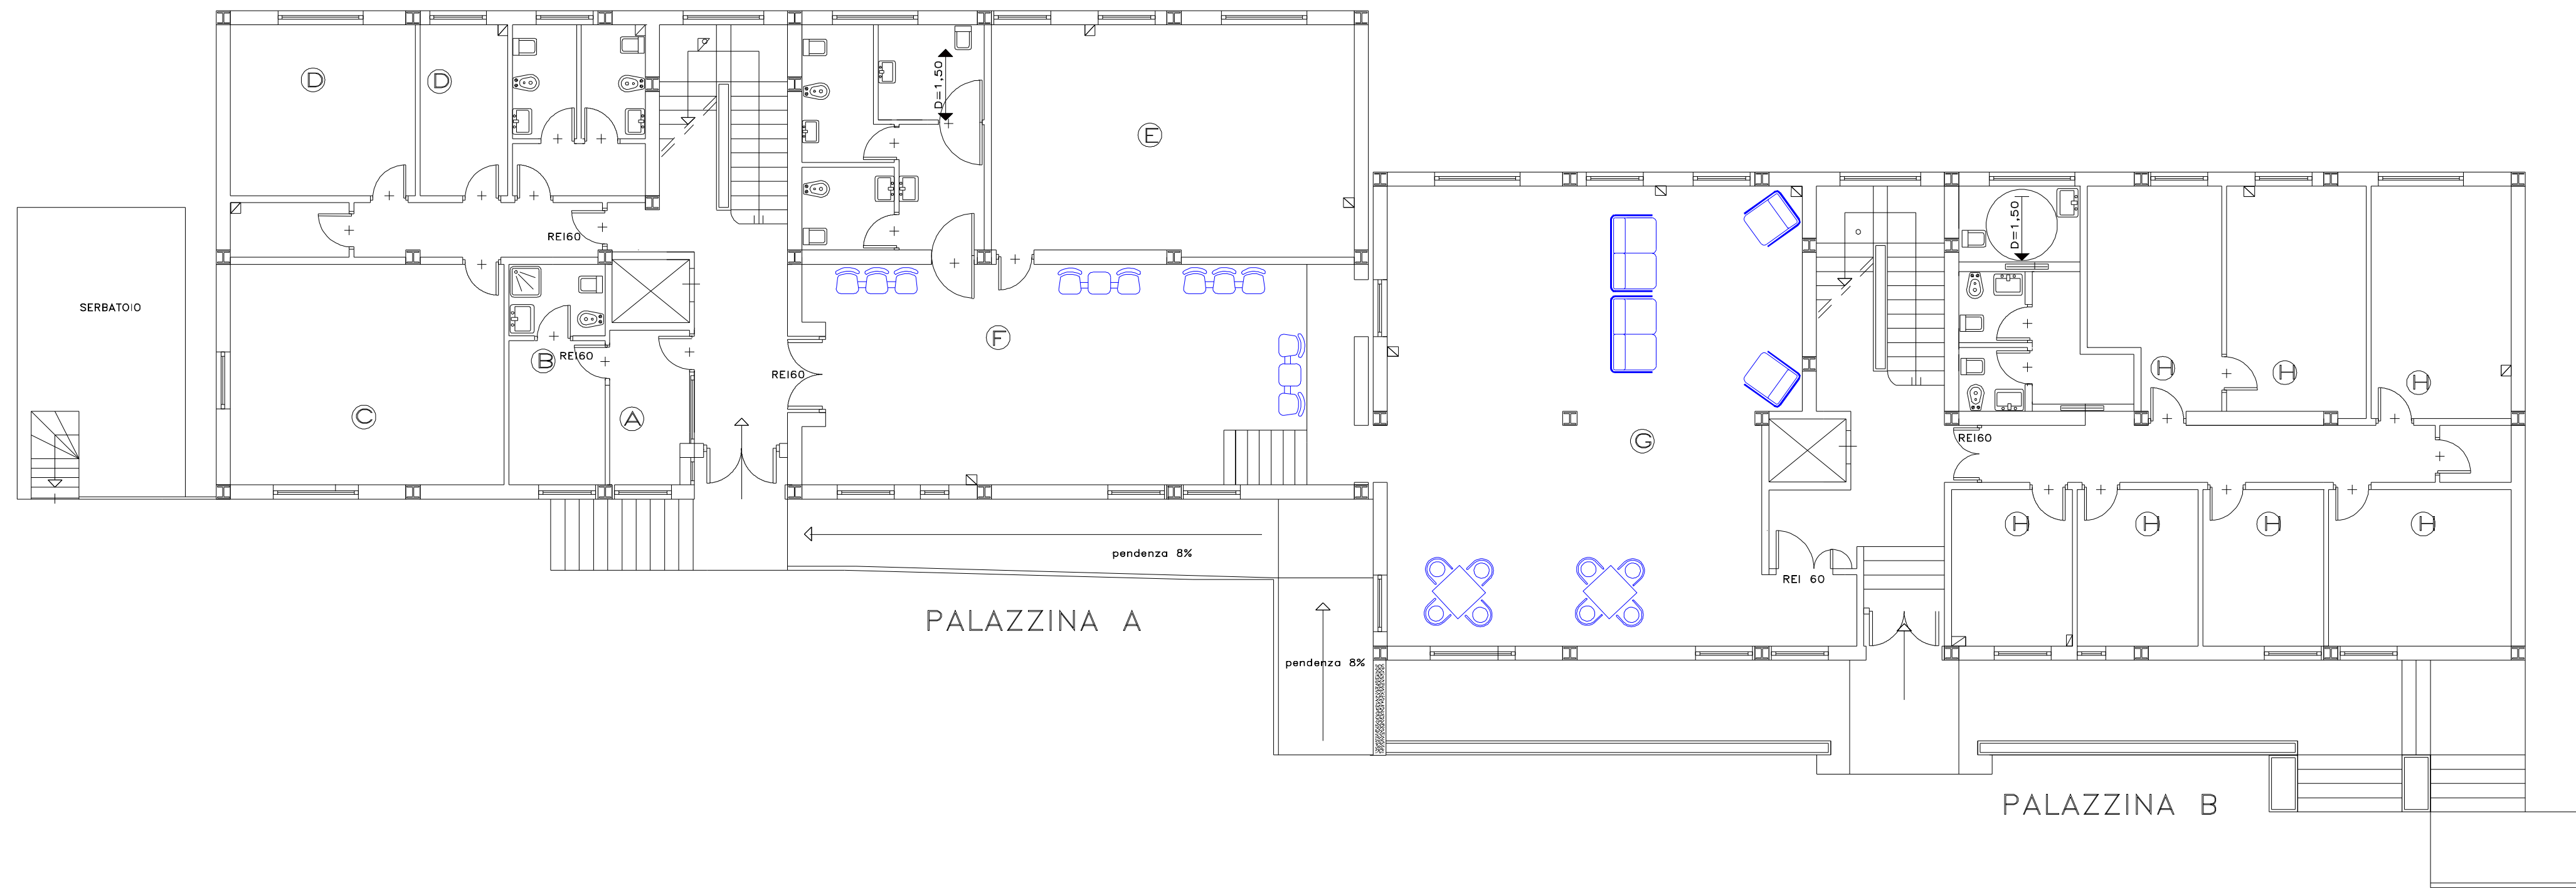 D
D
D=1,50
E
REI60
D=1,50
SERBATOIO
F
REI60
B
A
REI60
C
H
H
H
G
REI60
H
H
H
H
pendenza 8%
REI 60
PALAZZINA A
pendenza 8%
PALAZZINA B